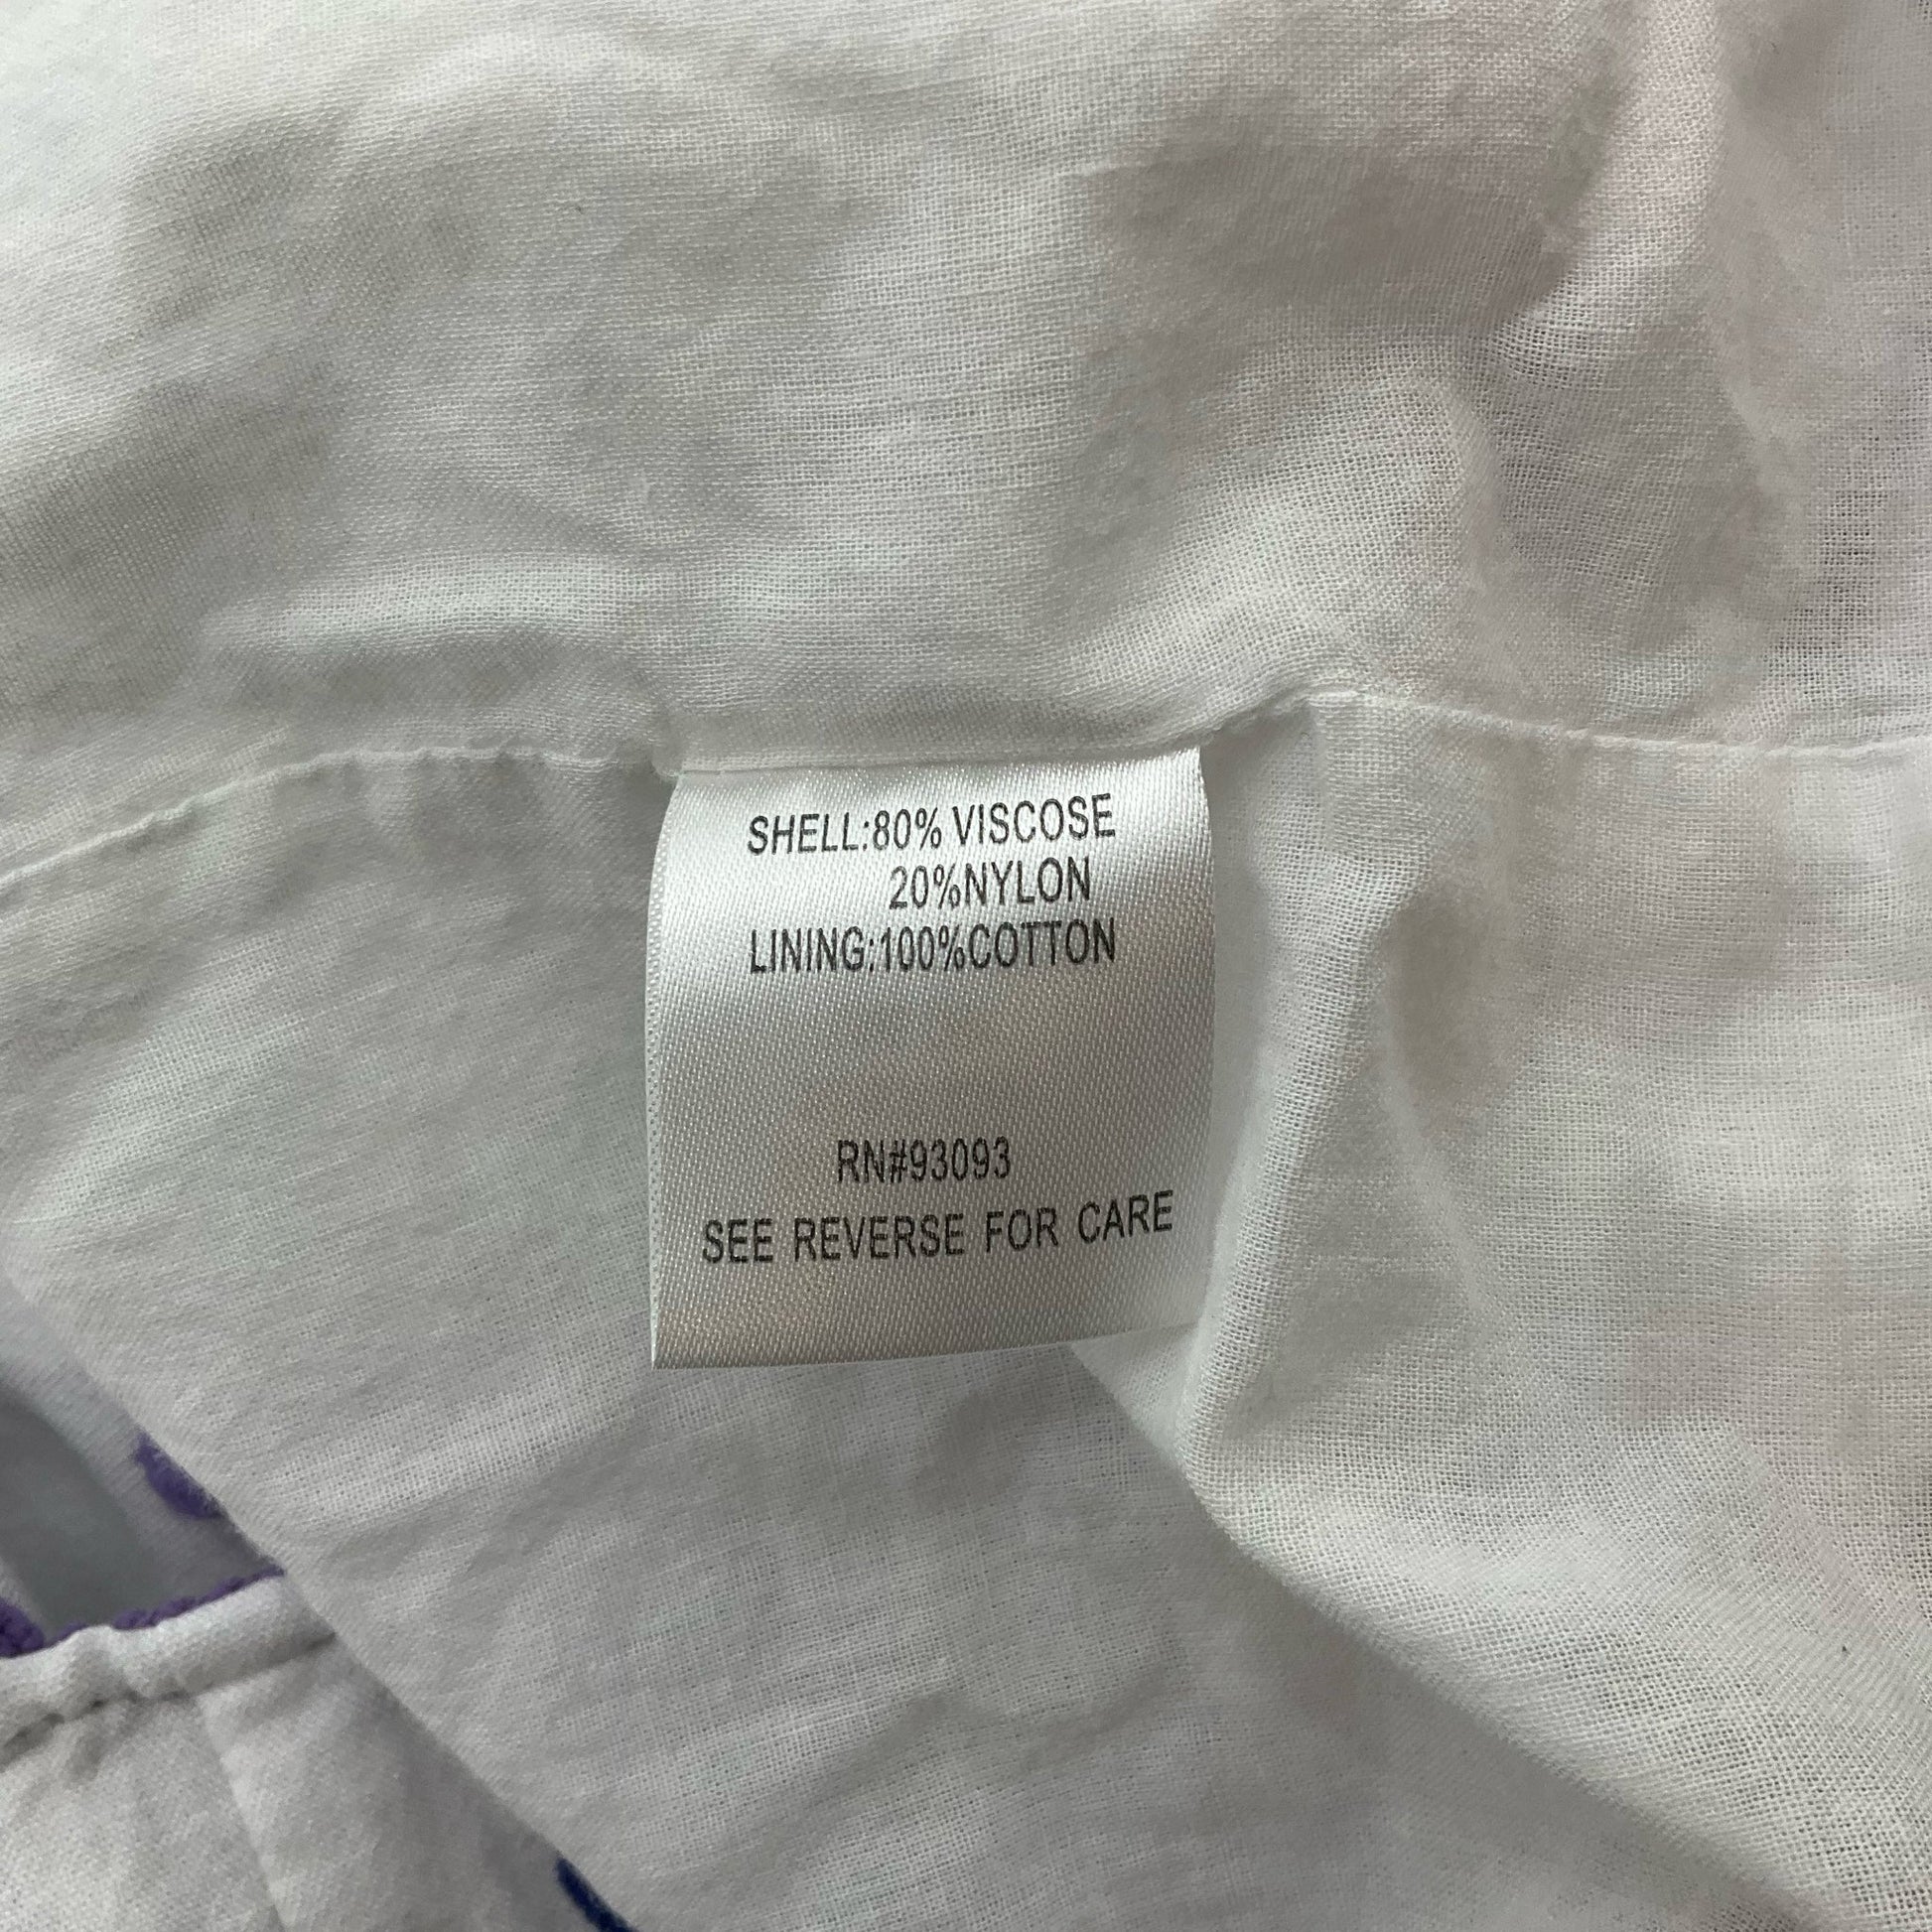 SHELL:80% VISCOSE
20%NYLON
LINING:100%COTTON
RN#93093
SEE REVERSE FOR CARE